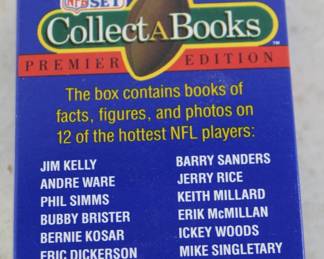 NFL SET
CollectABooks
™
PREMIER EDITION
The box contains books of
facts, figures, and photos on
12 of the hottest NFL players:
JIM KELLY
ANDRE WARE
PHIL SIMMS
BUBBY BRISTER
BERNIE KOSAR
ERIC DICKERSON
BARRY SANDERS
JERRY RICE
KEITH MILLARD
ERIK McMILLAN
ICKEY WOODS
MIKE SINGLETARY